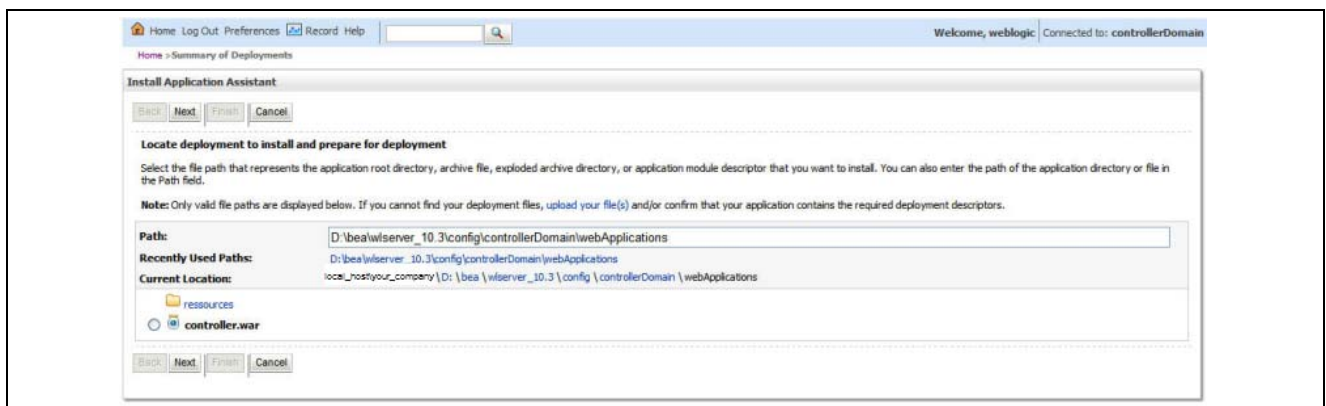 Home Log Out Preferences Record Help
Welcome, weblogic Connected to: controllerDomain
Home >Summary of Deployments
Install Application Assistant
Back Next Finish Cancel
Locate deployment to install and prepare for deployment
Select the file path that represents the application root directory, archive file, exploded archive directory, or application module descriptor that you want to install. You can also enter the path of the application directory or file in
the Path field.
Note: Only valid file paths are displayed below. If you cannot find your deployment files, upload your file(s) and/or confirm that your application contains the required deployment descriptors.
Path: D:\bea\wlserver_10.3\config\controllerDomain\webApplications
Recently Used Paths: D:\bea\wlserver_10.3\config\controllerDomain\webApplications
Current Location: local_host\your_company\D: \bea \wlserver_10.3 \config \controllerDomain \webApplications
ressources
controller.war
Back Next Finish Cancel